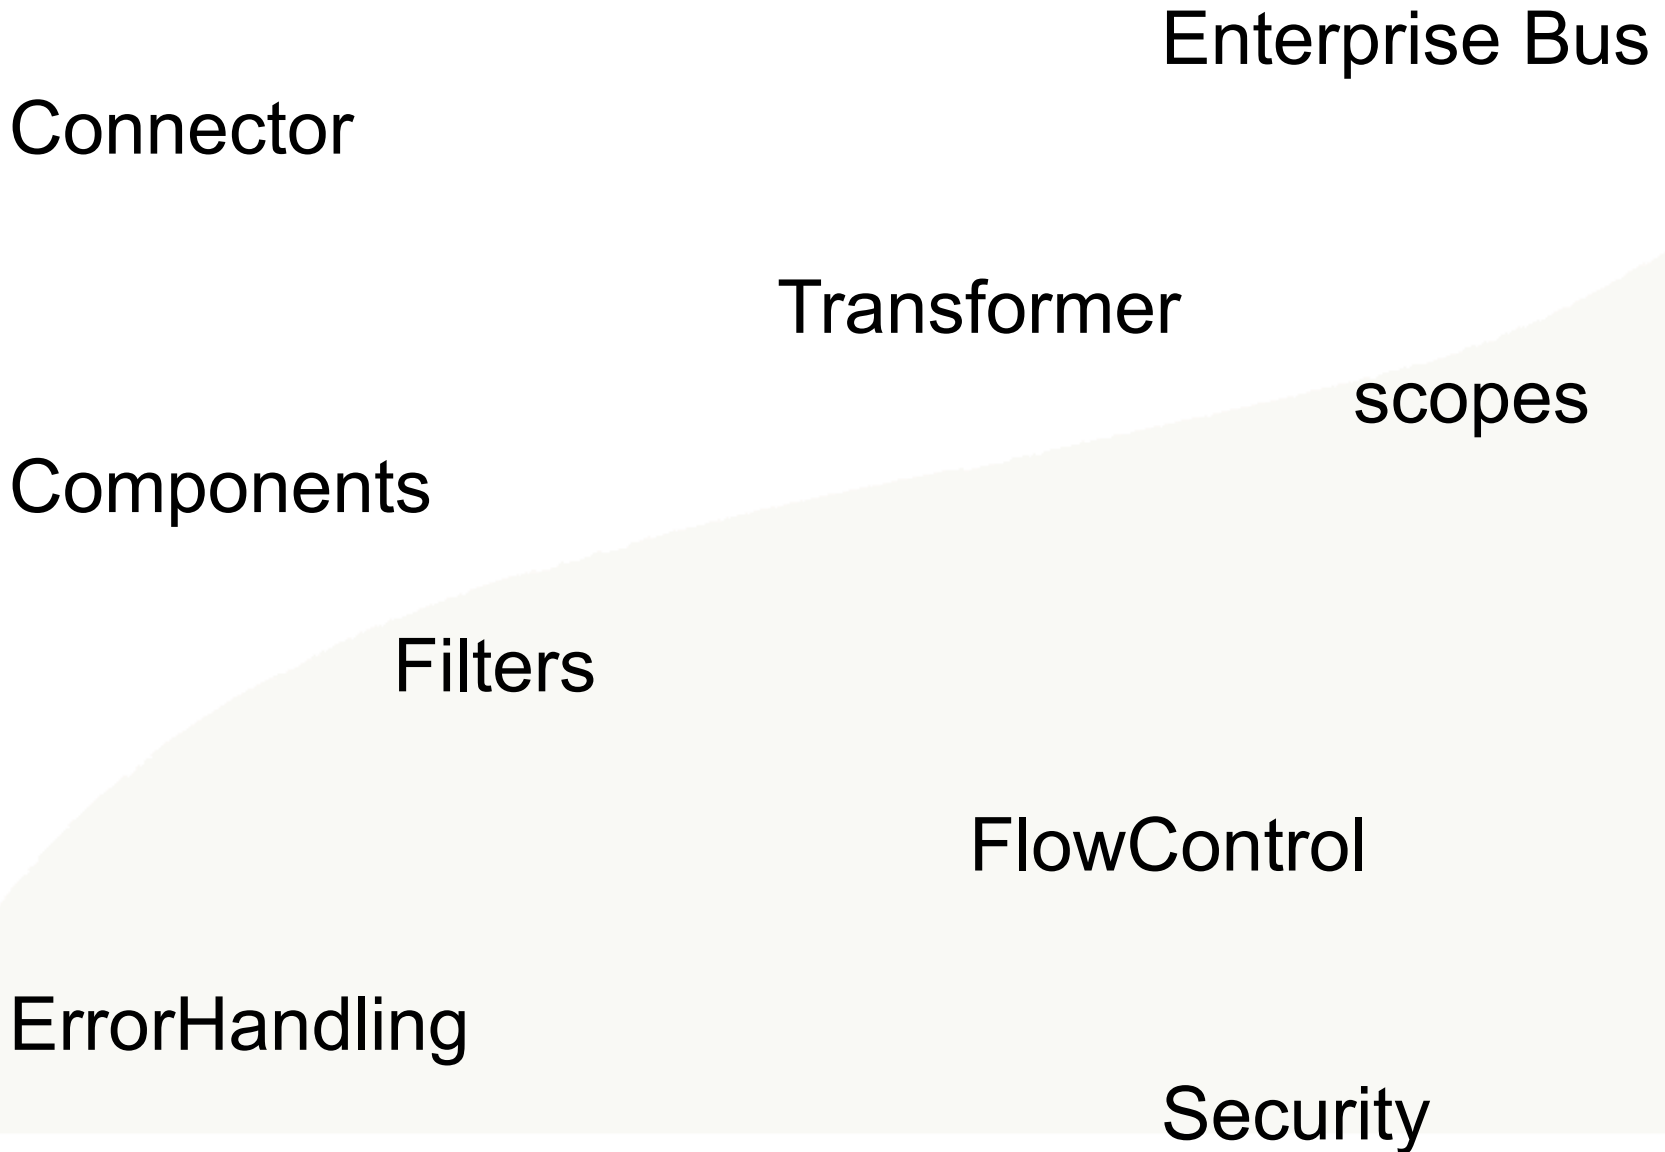 Enterprise Bus
Connector
Transformer
scopes
Components
Filters
FlowControl
ErrorHandling
Security